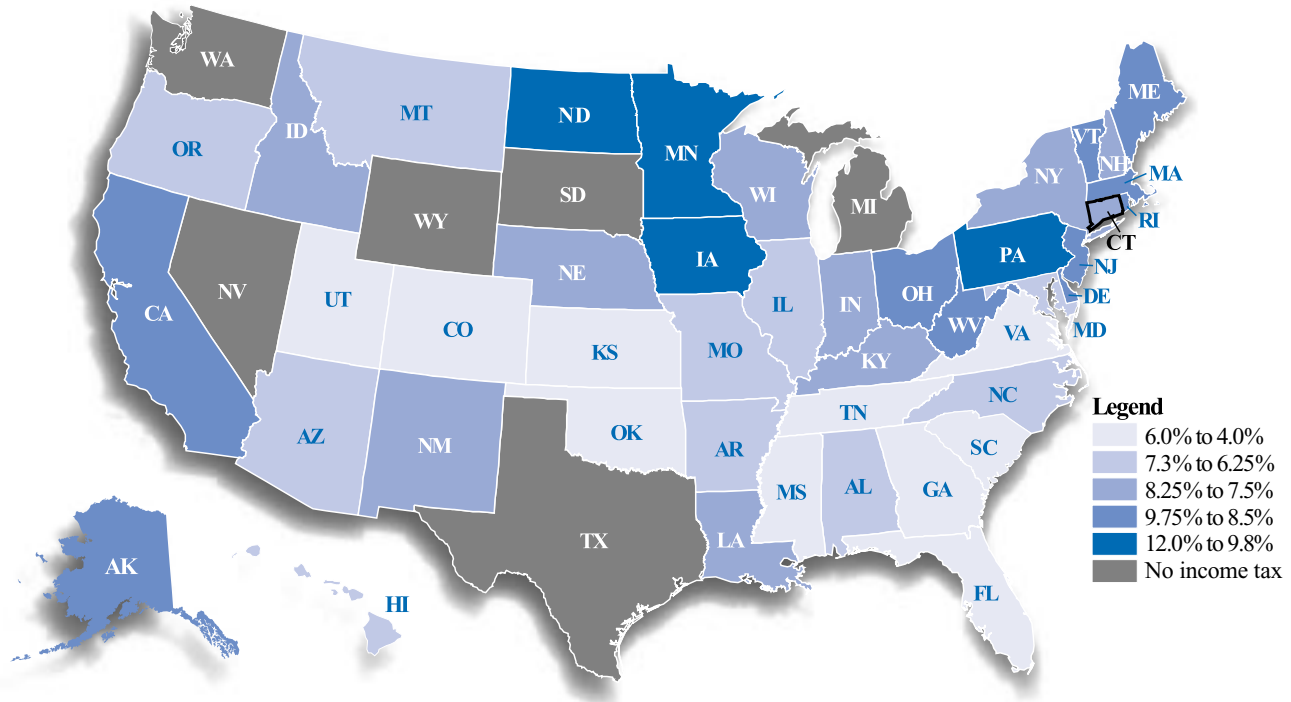 WA
MT
ND
MN
ME
OR
ID
SD
WI
VT
NH
NY
MA
WY
MI
RI
CT
NE
IA
PA
NJ
NV
UT
CO
IL
IN
OH
DE
CA
KS
MO
WV
VA
MD
KY
AZ
NM
OK
AR
TN
NC
SC
MS
AL
GA
TX
LA
AK
HI
FL
Legend
6.0% to 4.0%
7.3% to 6.25%
8.25% to 7.5%
9.75% to 8.5%
12.0% to 9.8%
No income tax